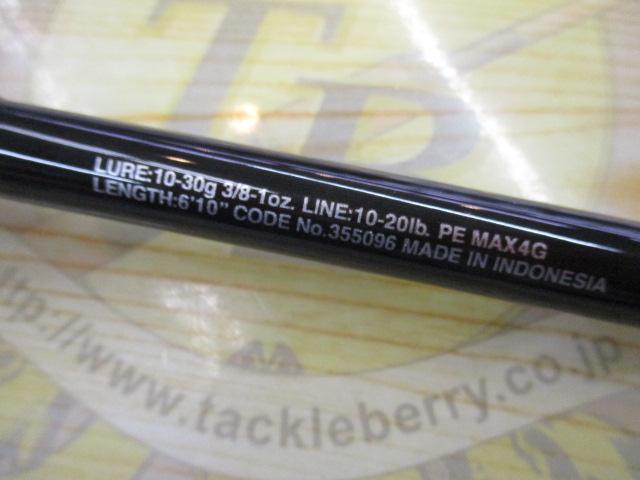 TP
LURE:10-30g 3/8-1oz. LINE:10-20lb. PE MAX4G
LENGTH:6'10" CODE No.355096 MADE IN INDONESIA
http://www.tackleberry.co.jp